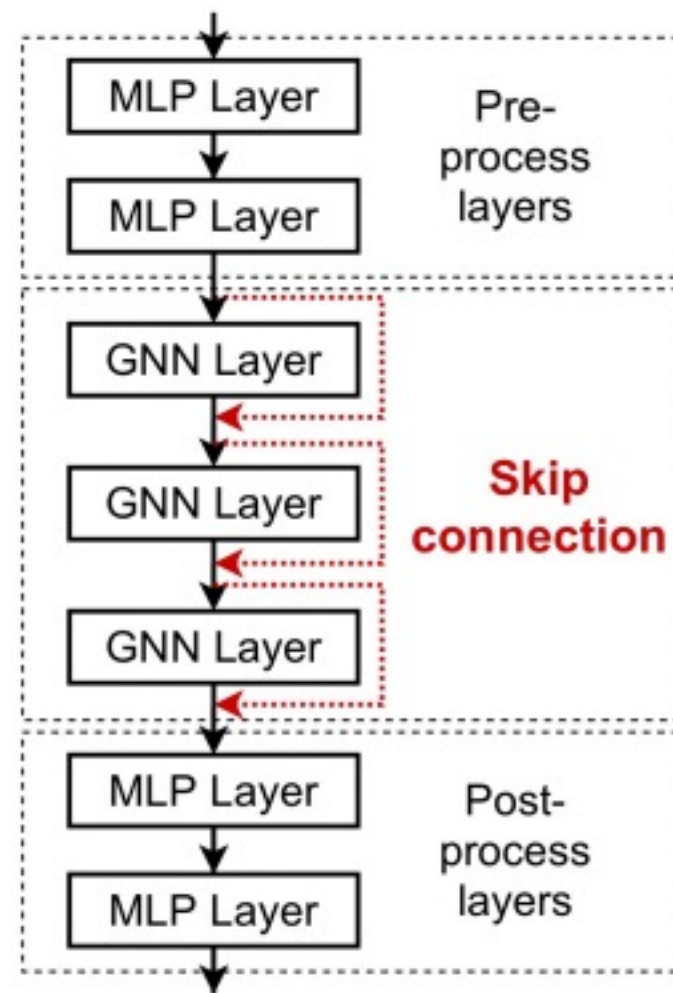 MLP Layer
MLP Layer
Pre-
process
layers
GNN Layer
GNN Layer
GNN Layer
Skip
connection
MLP Layer
MLP Layer
Post-
process
layers